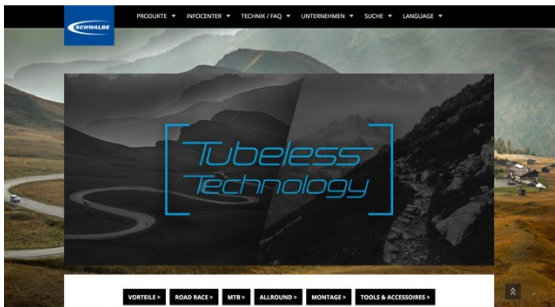 SCHWALBE
PRODUKTE INFOCENTER TECHNIK / FAQ UNTERNEHMEN SUCHE LANGUAGE
Tubeless
Technology
VORTEILE > ROAD RACE > MTB > ALLROUND > MONTAGE > TOOLS & ACCESSOIRES >